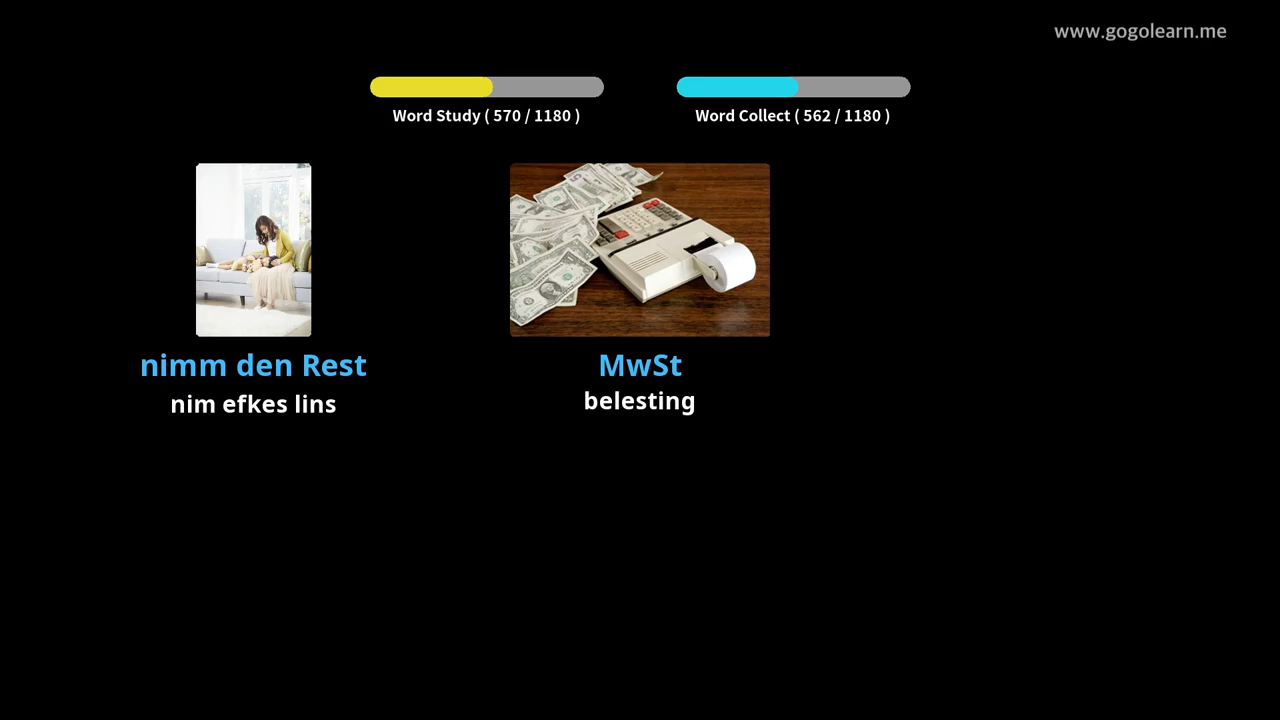 www.gogolearn.me
Word Study ( 570 / 1180 )
Word Collect ( 562 / 1180 )
nimm den Rest
nim efkes lins
MwSt
belesting